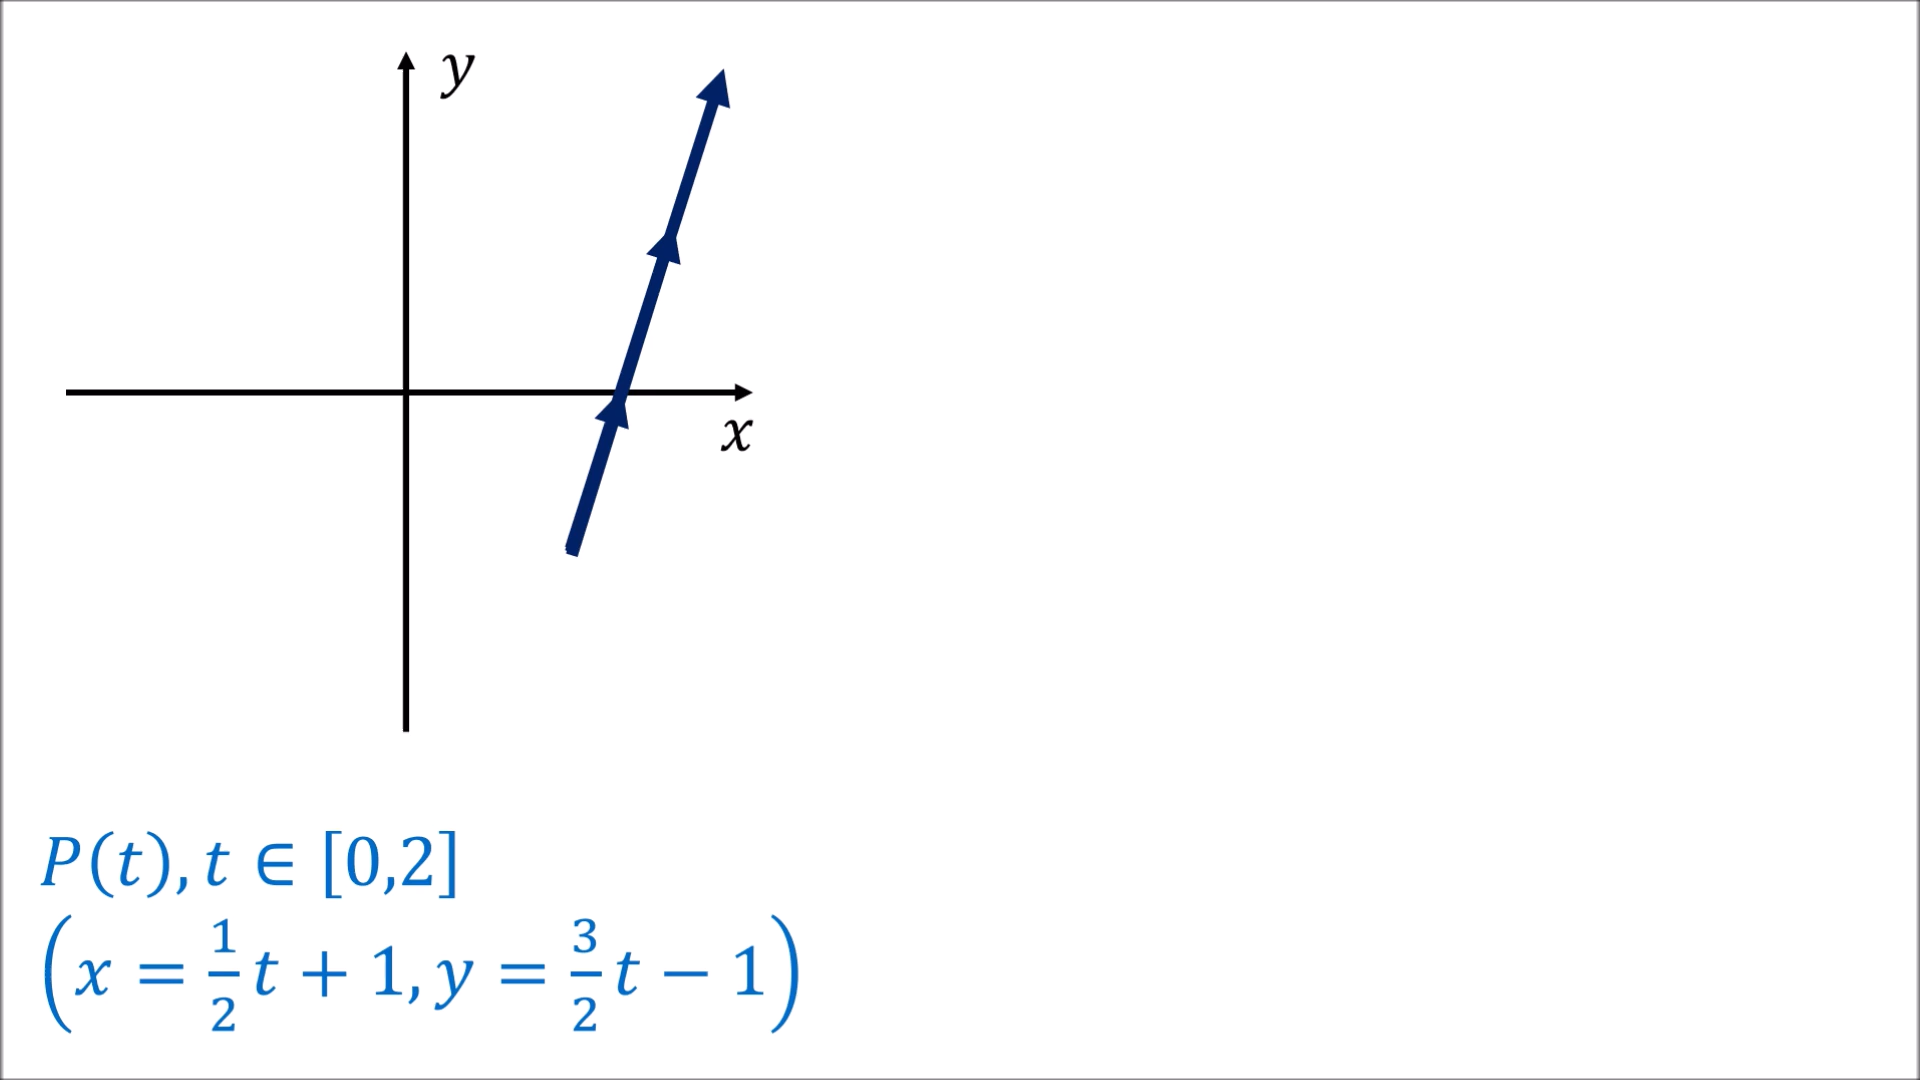 y
x
P(t), t ∈ [0,2]
(x = 1/2 t + 1, y = 3/2 t − 1)